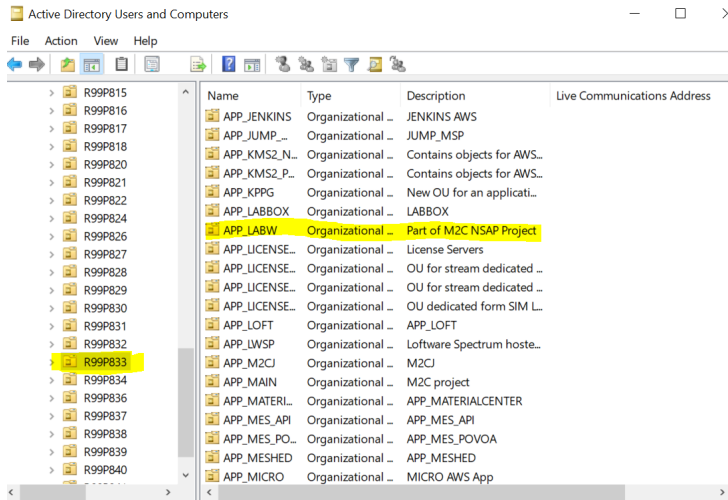 Active Directory Users and Computers
File Action View Help
R99P815
R99P816
R99P817
R99P818
R99P820
R99P821
R99P822
R99P824
R99P826
R99P827
R99P828
R99P829
R99P830
R99P831
R99P832
R99P833
R99P834
R99P836
R99P837
R99P838
R99P839
R99P840
Name Type Description Live Communications Address
APP_JENKINS Organizational ... JENKINS AWS
APP_JUMP_... Organizational ... JUMP_MSP
APP_KMS2_N... Organizational ... Contains objects for AWS...
APP_KMS2_P... Organizational ... Contains objects for AWS...
APP_KPPG Organizational ... New OU for an applicati...
APP_LABBOX Organizational ... LABBOX
APP_LABW Organizational ... Part of M2C NSAP Project
APP_LICENSE... Organizational ... License Servers
APP_LICENSE... Organizational ... OU for stream dedicated ...
APP_LICENSE... Organizational ... OU for stream dedicated ...
APP_LICENSE... Organizational ... OU dedicated form SIM L...
APP_LOFT Organizational ... APP_LOFT
APP_LWSP Organizational ... Loftware Spectrum hoste...
APP_M2CJ Organizational ... M2CJ
APP_MAIN Organizational ... M2C project
APP_MATERI... Organizational ... APP_MATERIALCENTER
APP_MES_API Organizational ... APP_MES_API
APP_MES_PO... Organizational ... APP_MES_POVOA
APP_MESHED Organizational ... APP_MESHED
APP_MICRO Organizational ... MICRO AWS App